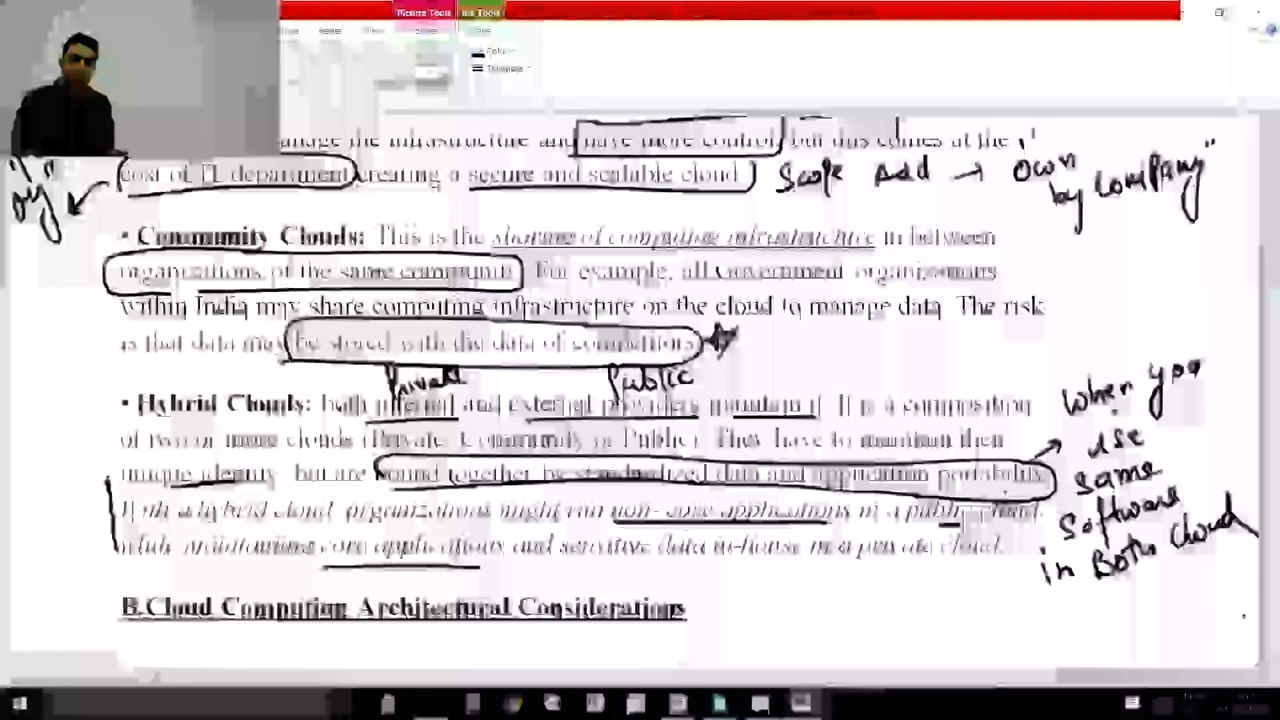 Picture Tools Ink Tools
manage the infrastructure and have more control, but this comes at the
cost of IT department creating a secure and scalable cloud
Scope Add → Own
by Company"
• Community Clouds: This is the sharing of computing infrastructure in between
organizations of the same community. For example, all Government organizations
within India may share computing infrastructure on the cloud to manage data. The risk
is that data may be stored with the data of competitors.
Private Public
• Hybrid Clouds: both internal and external providers maintain it. It is a composition
of two or more clouds (Private, Community or Public). They have to maintain their
unique identity, but are bound together by standardized data and application portability.
With a hybrid cloud, organizations might run non-core applications in a public cloud,
while maintaining core applications and sensitive data in-house in a private cloud.
When you
use
same
Software
in Both Cloud
B.Cloud Computing Architectural Considerations